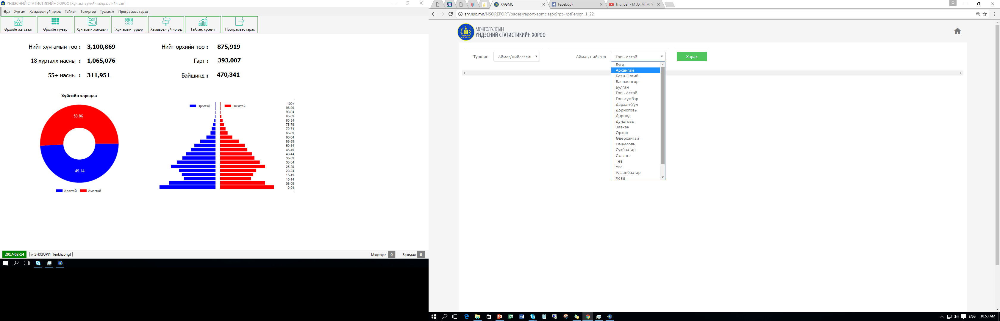 ҮНДЭСНИЙ СТАТИСТИКИЙН ХОРОО [Хүн ам, өрхийн мэдээллийн сан]
Өрх Хүн ам Хамааралгүй иргэд Тайлан Тохиргоо Тусламж Програмаас гарах
Өрхийн жагсаалт Өрхийн түүвэр Хүн амын жагсаалт Хүн амын түүвэр Хамааралгүй иргэд Тайлан, хүснэгт Програмаас гарах
Нийт хүн амын тоо : 3,100,869 Нийт өрхийн тоо : 875,919
18 хүртэлх насны : 1,065,076 Гэрт : 393,007
55+ насны : 311,951 Байшинд : 470,341
Хүйсийн харьцаа
50.86
49.14
Эрэгтэй Эмэгтэй
Эрэгтэй Эмэгтэй
100+
95-99
90-94
85-89
80-84
75-79
70-74
65-69
60-64
55-59
50-54
45-49
40-44
35-39
30-34
25-29
20-24
15-19
10-14
05-09
0-04
2017-02-14 и ЭНХЗОРИГ [enkhzorig] Мэдэгдэл 0 Захидал 0
UN ХАӨМС Facebook Thunder - M .O. M. M. Y
srv.nso.mn/NSOREPORT/pages/reportxaomc.aspx?rpt=rptPerson_1_22
МОНГОЛ УЛСЫН
ҮНДЭСНИЙ СТАТИСТИКИЙН ХОРОО
ҮНДЭСНИЙ
СТАТИСТИК
Түвшин Аймаг/нийслэли Аймаг, нийслэл Говь-Алтай Харах
Бүгд
Архангай
Баян-Өлгий
Баянхонгор
Булган
Говь-Алтай
Говьсүмбэр
Дархан-Уул
Дорноговь
Дорнод
Дундговь
Завхан
Орхон
Өвөрхангай
Өмнөговь
Сүхбаатар
Сэлэнгэ
Төв
Увс
Улаанбаатар
Ховд
ENG 10:53 AM